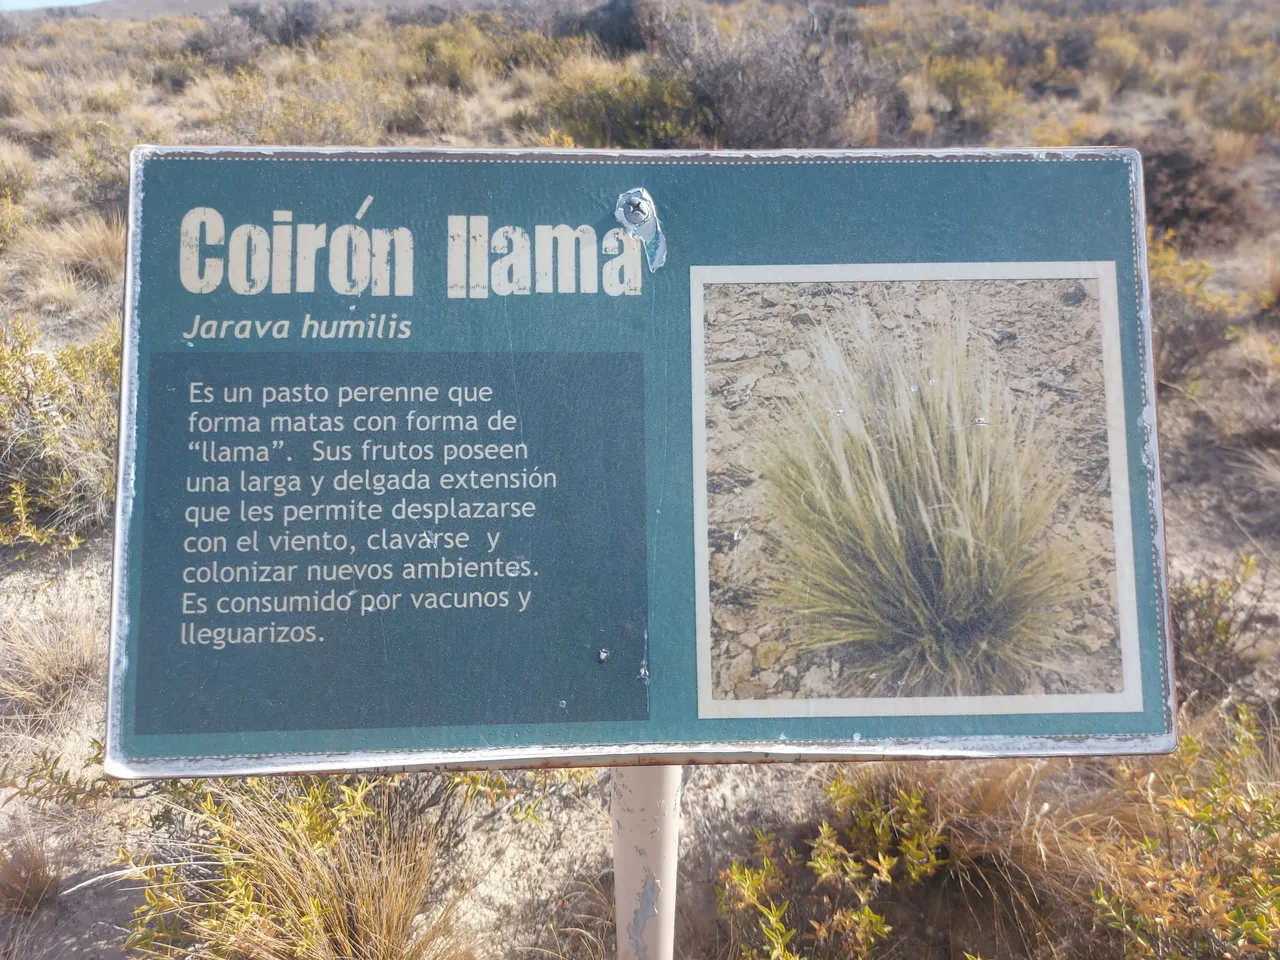 Coirón llama
Jarava humilis
Es un pasto perenne que
forma matas con forma de
“llama”. Sus frutos poseen
una larga y delgada extensión
que les permite desplazarse
con el viento, clavarse y
colonizar nuevos ambientes.
Es consumido por vacunos y
lleguarizos.